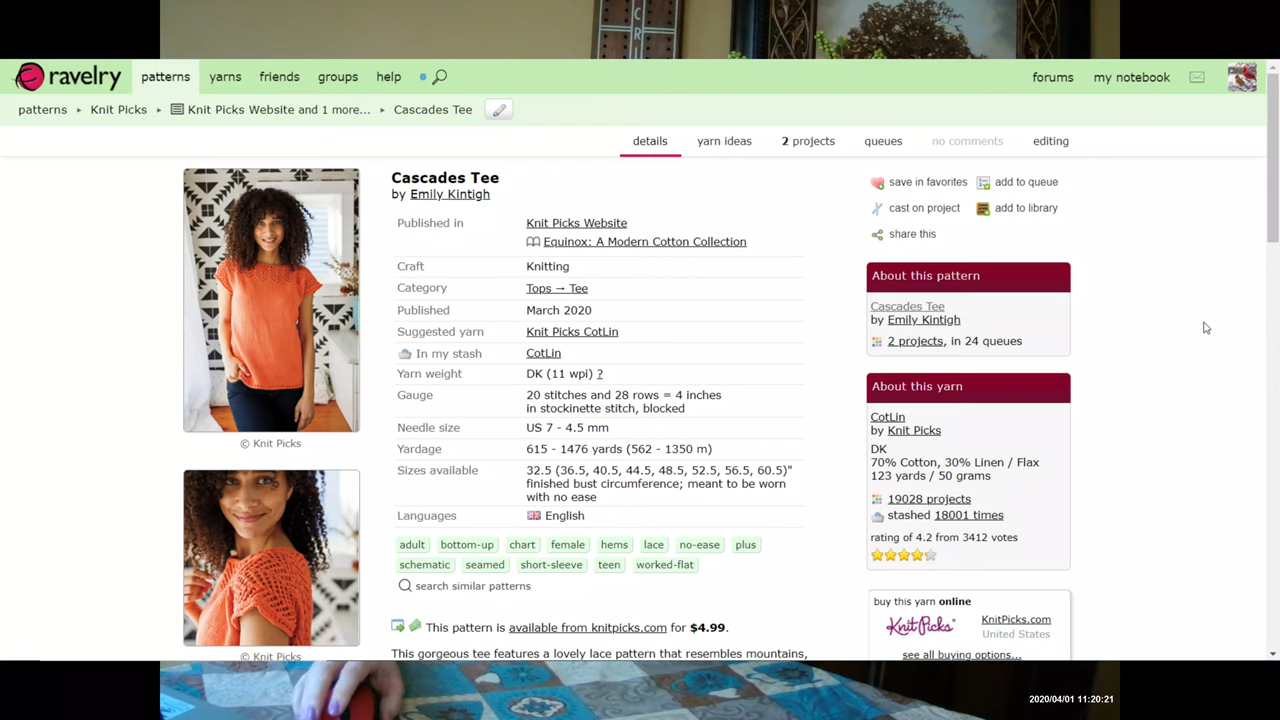 C
R
ravelry
patterns
yarns
friends
groups
help
forums
my notebook
patterns ▸ Knit Picks ▸ Knit Picks Website and 1 more... ▸ Cascades Tee
details
yarn ideas
2 projects
queues
no comments
editing
Cascades Tee
by Emily Kintigh
Published in
Knit Picks Website
Equinox: A Modern Cotton Collection
Craft
Knitting
Category
Tops → Tee
Published
March 2020
Suggested yarn
Knit Picks CotLin
In my stash
CotLin
Yarn weight
DK (11 wpi) ?
Gauge
20 stitches and 28 rows = 4 inches
in stockinette stitch, blocked
Needle size
US 7 - 4.5 mm
Yardage
615 - 1476 yards (562 - 1350 m)
Sizes available
32.5 (36.5, 40.5, 44.5, 48.5, 52.5, 56.5, 60.5)"
finished bust circumference; meant to be worn
with no ease
Languages
English
adult
bottom-up
chart
female
hems
lace
no-ease
plus
schematic
seamed
short-sleeve
teen
worked-flat
search similar patterns
This pattern is available from knitpicks.com for $4.99.
This gorgeous tee features a lovely lace pattern that resembles mountains,
© Knit Picks
© Knit Picks
save in favorites
add to queue
cast on project
add to library
share this
About this pattern
Cascades Tee
by Emily Kintigh
2 projects, in 24 queues
About this yarn
CotLin
by Knit Picks
DK
70% Cotton, 30% Linen / Flax
123 yards / 50 grams
19028 projects
stashed 18001 times
rating of 4.2 from 3412 votes
buy this yarn online
KnitPicks
KnitPicks.com
United States
see all buying options...
2020/04/01 11:20:21